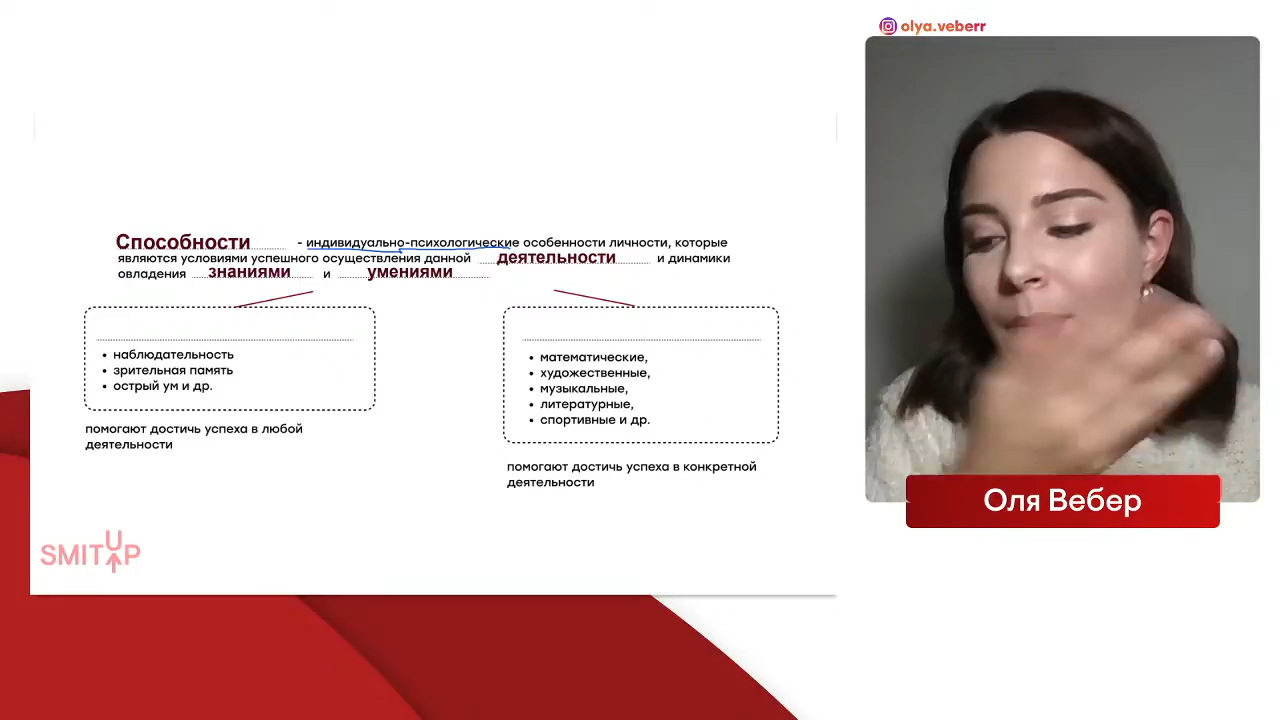 olya.veberr
Способности - индивидуально-психологические особенности личности, которые
являются условиями успешного осуществления данной деятельности и динамики
овладения знаниями и умениями
наблюдательность
зрительная память
острый ум и др.
помогают достичь успеха в любой
деятельности
математические,
художественные,
музыкальные,
литературные,
спортивные и др.
помогают достичь успеха в конкретной
деятельности
Оля Вебер
SMITUP